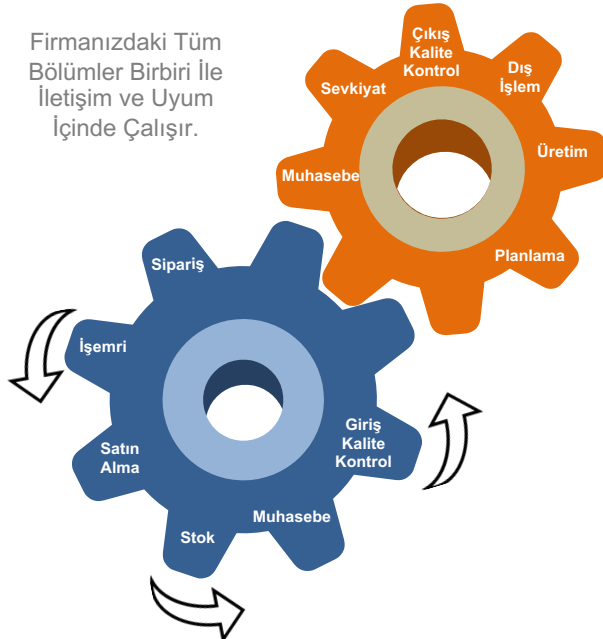 Firmanızdaki Tüm
Bölümler Birbiri İle
İletişim ve Uyum
İçinde Çalışır.
Çıkış
Kalite
Kontrol
Dış
İşlem
Sevkiyat
Üretim
Muhasebe
Planlama
Sipariş
İşemri
Satın
Alma
Stok
Muhasebe
Giriş
Kalite
Kontrol